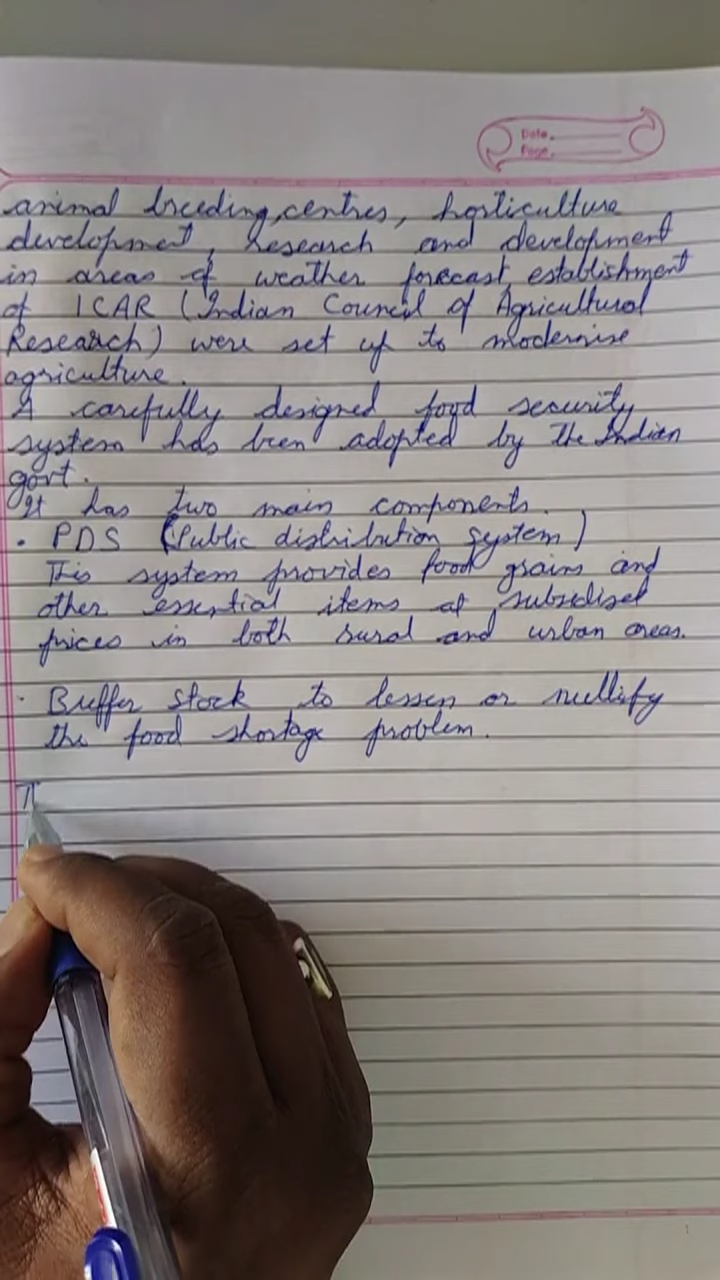 Date.
Page.
animal breeding centres, horticulture
development, research and development
in areas of weather forecast, establishment
of ICAR (Indian Council of Agricultural
Research) were set up to modernise
agriculture.
A carefully designed food security
system has been adopted by the Indian
govt.
It has two main components.
• PDS (Public distribution system)
This system provides food grains and
other essential items at subsidised
prices in both rural and urban areas.
• Buffer stock to lessen or nullify
the food shortage problem.